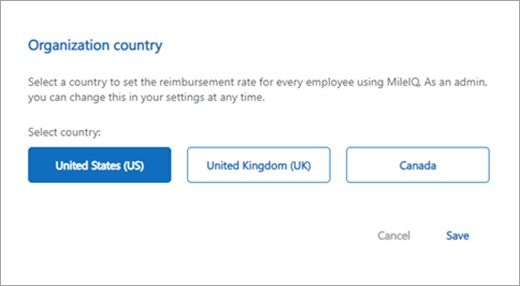 Organization country
Select a country to set the reimbursement rate for every employee using MileIQ. As an admin,
you can change this in your settings at any time.
Select country:
United States (US)
United Kingdom (UK)
Canada
Cancel
Save